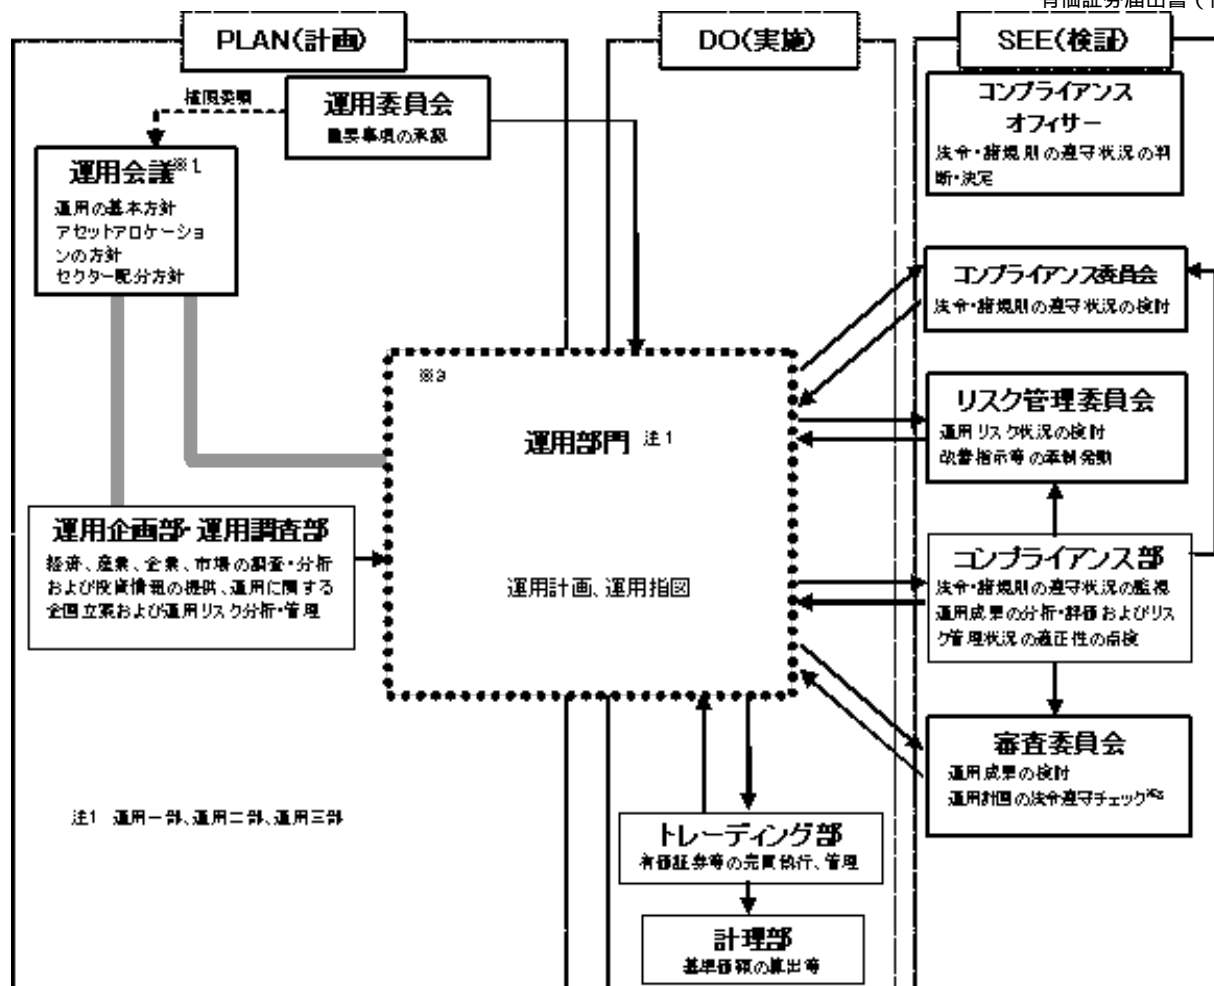 有価証券届出書（
PLAN(計画)
DO(実施)
SEE(検証)
権限委嘱
運用委員会
重要事項の承認
運用会議※1
運用の基本方針
アセットアロケーショ
ンの方針
セクター配分方針
コンプライアンス
オフィサー
法令・諸規則の遵守状況の判
断・決定
コンプライアンス委員会
法令・諸規則の遵守状況の検討
※3
運用部門 注1
運用計画、運用指図
リスク管理委員会
運用リスク状況の検討
改善指示等の牽制発動
運用企画部・運用調査部
経済、産業、企業、市場の調査・分析
および投資情報の提供、運用に関する
企画立案および運用リスク分析・管理
コンプライアンス部
法令・諸規則の遵守状況の監視
運用成果の分析・評価およびリス
ク管理状況の適正性の点検
審査委員会
運用成果の検討
運用計画の法令遵守チェック※2
注1 運用一部、運用二部、運用三部
トレーディング部
有価証券等の売買執行、管理
計理部
基準価額の算出等